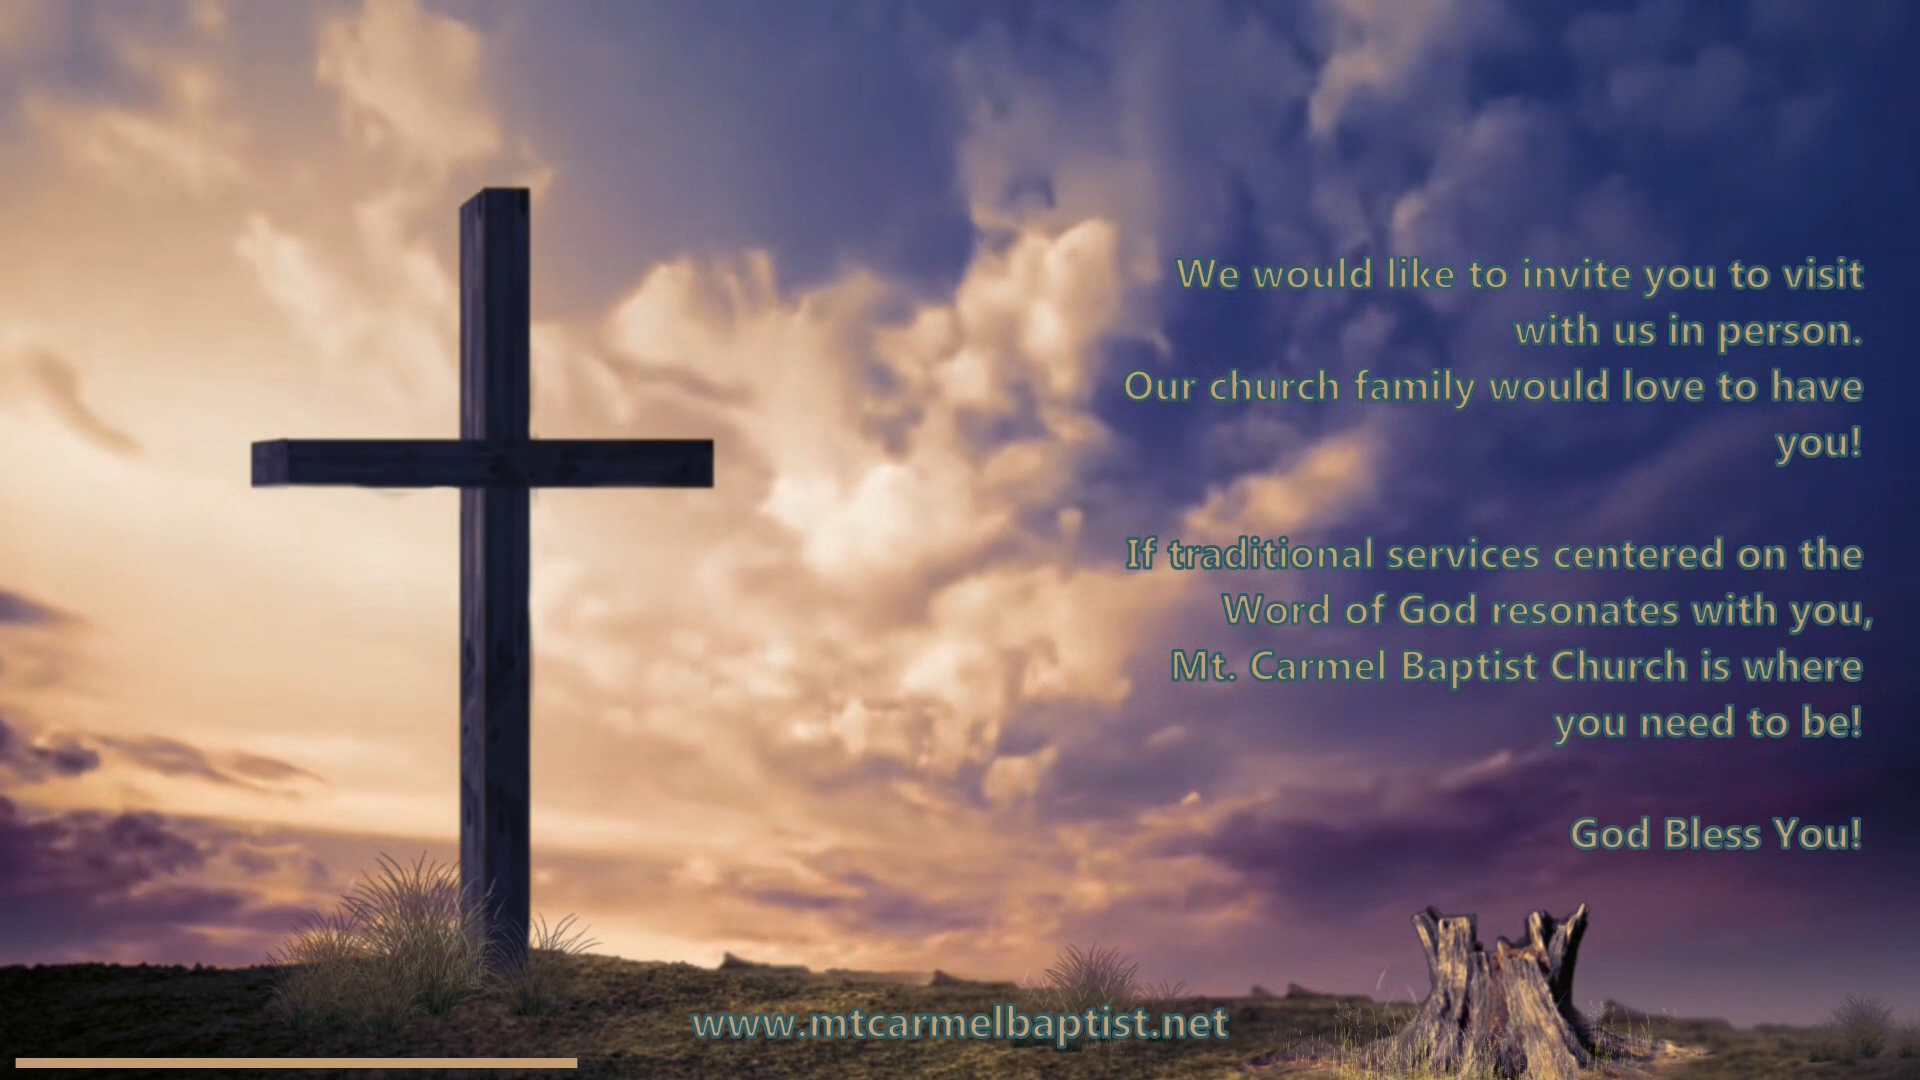 We would like to invite you to visit
with us in person.
Our church family would love to have
you!
If traditional services centered on the
Word of God resonates with you,
Mt. Carmel Baptist Church is where
you need to be!
God Bless You!
www.mtcarmelbaptist.net